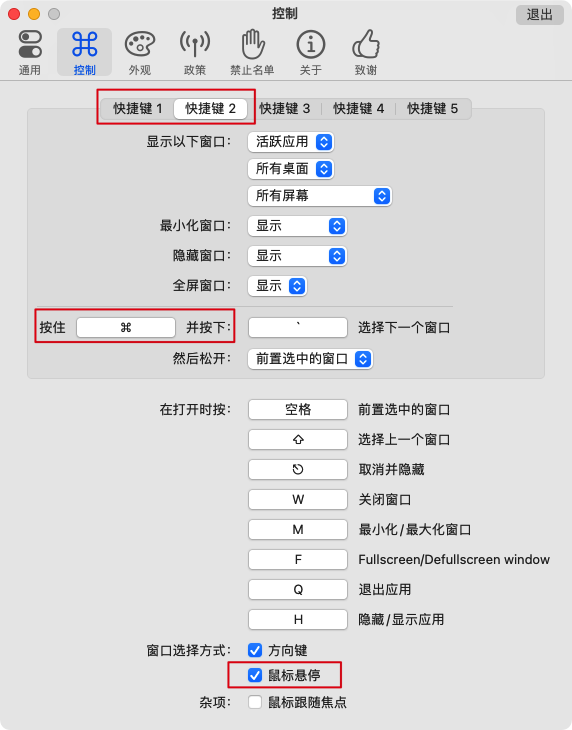 控制
退出
通用 控制 外观 政策 禁止名单 关于 致谢
快捷键 1 快捷键 2 快捷键 3 快捷键 4 快捷键 5
显示以下窗口： 活跃应用
所有桌面
所有屏幕
最小化窗口： 显示
隐藏窗口： 显示
全屏窗口： 显示
按住 ⌘ 并按下： ` 选择下一个窗口
然后松开： 前置选中的窗口
在打开时按： 空格 前置选中的窗口
⇧ 选择上一个窗口
⎋ 取消并隐藏
W 关闭窗口
M 最小化/最大化窗口
F Fullscreen/Defullscreen window
Q 退出应用
H 隐藏/显示应用
窗口选择方式： 方向键
鼠标悬停
杂项： 鼠标跟随焦点